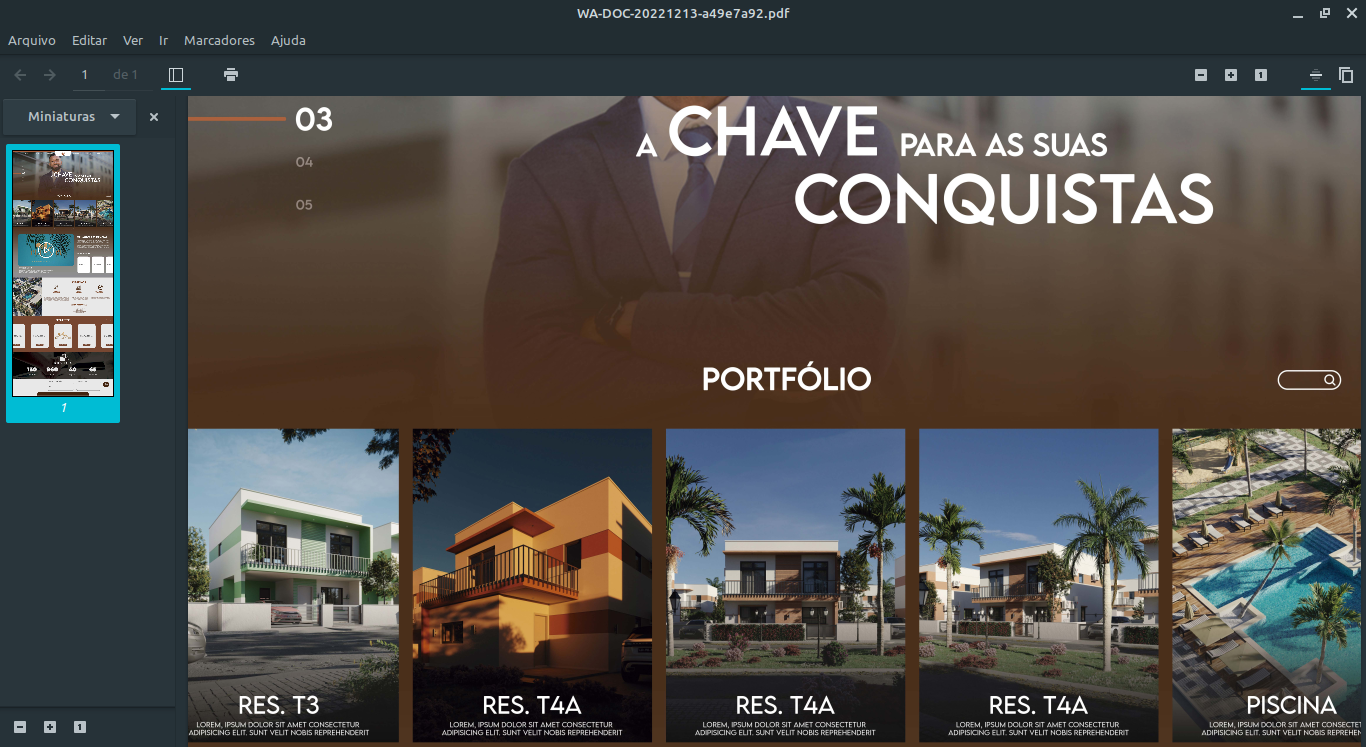 WA-DOC-20221213-a49e7a92.pdf
Arquivo Editar Ver Ir Marcadores Ajuda
1 de 1
Miniaturas
1
03
04
05
A CHAVE PARA AS SUAS
CONQUISTAS
PORTFÓLIO
RES. T3
LOREM, IPSUM DOLOR SIT AMET CONSECTETUR
ADIPISICING ELIT. SUNT VELIT NOBIS REPREHENDERIT
RES. T4A
LOREM, IPSUM DOLOR SIT AMET CONSECTETUR
ADIPISICING ELIT. SUNT VELIT NOBIS REPREHENDERIT
RES. T4A
LOREM, IPSUM DOLOR SIT AMET CONSECTETUR
ADIPISICING ELIT. SUNT VELIT NOBIS REPREHENDERIT
RES. T4A
LOREM, IPSUM DOLOR SIT AMET CONSECTETUR
ADIPISICING ELIT. SUNT VELIT NOBIS REPREHENDERIT
PISCINA
LOREM, IPSUM DOLOR SIT AMET CONSECTETUR
ADIPISICING ELIT. SUNT VELIT NOBIS REPREHEN